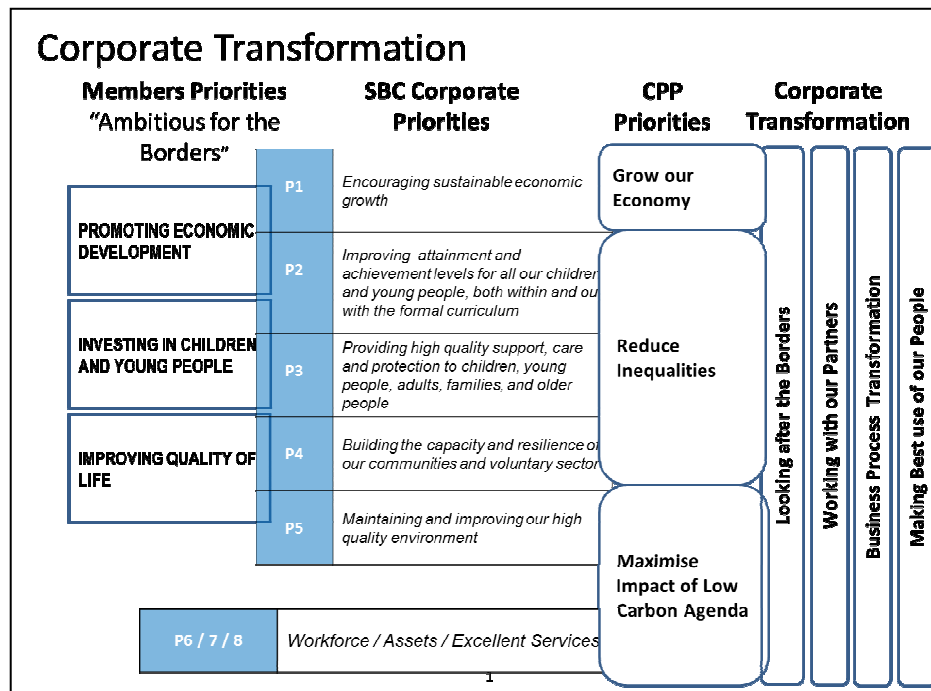 Corporate Transformation
Members Priorities
“Ambitious for the
Borders”
SBC Corporate
Priorities
CPP
Priorities
Corporate
Transformation
PROMOTING ECONOMIC
DEVELOPMENT
INVESTING IN CHILDREN
AND YOUNG PEOPLE
IMPROVING QUALITY OF
LIFE
P1
Encouraging sustainable economic
growth
P2
Improving attainment and
achievement levels for all our children
and young people, both within and ou
with the formal curriculum
P3
Providing high quality support, care
and protection to children, young
people, adults, families, and older
people
P4
Building the capacity and resilience of
our communities and voluntary sector
P5
Maintaining and improving our high
quality environment
P6 / 7 / 8
Workforce / Assets / Excellent Services
Grow our
Economy
Reduce
Inequalities
Maximise
Impact of Low
Carbon Agenda
Looking after the Borders
Working with our Partners
Business Process Transformation
Making Best use of our People
1